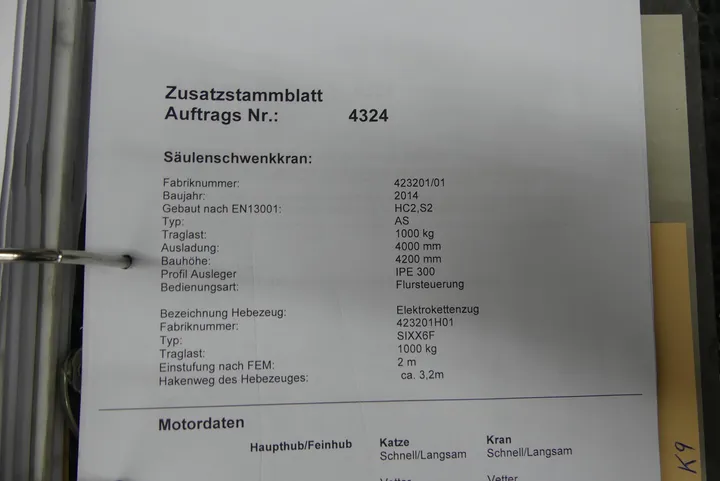 Zusatzstammblatt
Auftrags Nr.: 4324
Säulenschwenkkran:
Fabriknummer: 423201/01
Baujahr: 2014
Gebaut nach EN13001: HC2,S2
Typ: AS
Traglast: 1000 kg
Ausladung: 4000 mm
Bauhöhe: 4200 mm
Profil Ausleger IPE 300
Bedienungsart: Flursteuerung
Bezeichnung Hebezeug: Elektrokettenzug
Fabriknummer: 423201H01
Typ: SIXX6F
Traglast: 1000 kg
Einstufung nach FEM: 2 m
Hakenweg des Hebezeuges: ca. 3,2m
Motordaten
Haupthub/Feinhub Katze Kran
Schnell/Langsam Schnell/Langsam
Vetter Vetter
K9